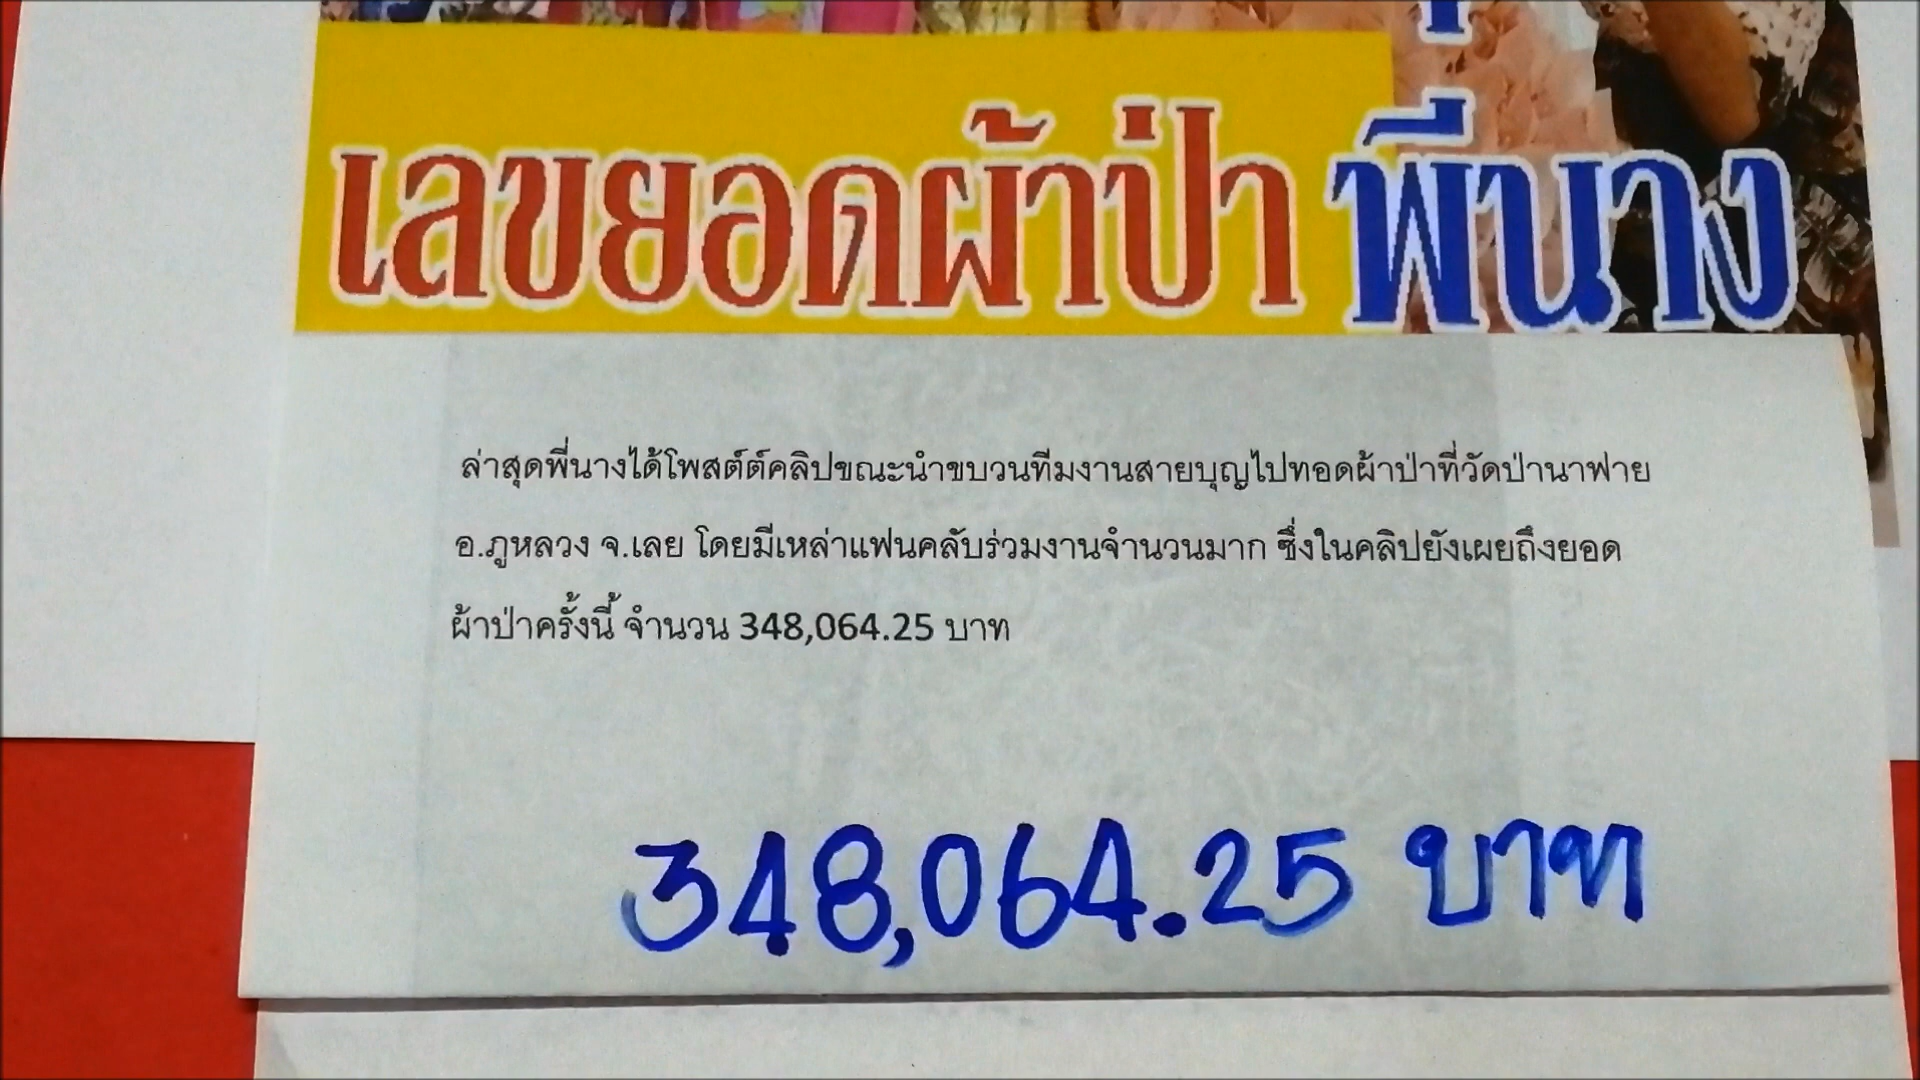 เลขยอดผ้าป่า พี่นาง
ล่าสุดพี่นางได้โพสต์ต์คลิปขณะนำขบวนทีมงานสายบุญไปทอดผ้าป่าที่วัดป่านาฟาย
อ.ภูหลวง จ.เลย โดยมีเหล่าแฟนคลับร่วมงานจำนวนมาก ซึ่งในคลิปยังเผยถึงยอด
ผ้าป่าครั้งนี้ จำนวน 348,064.25 บาท
348,064.25 บาท